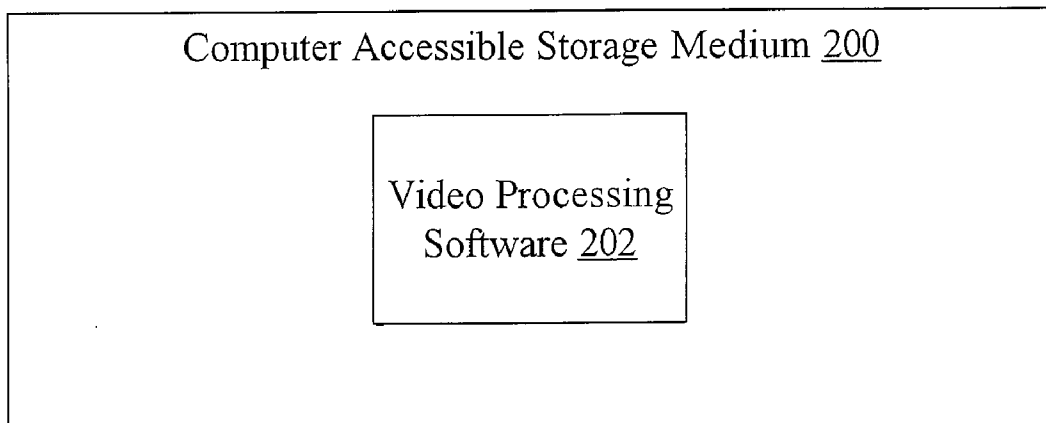 Computer Accessible Storage Medium 200
Video Processing
Software 202